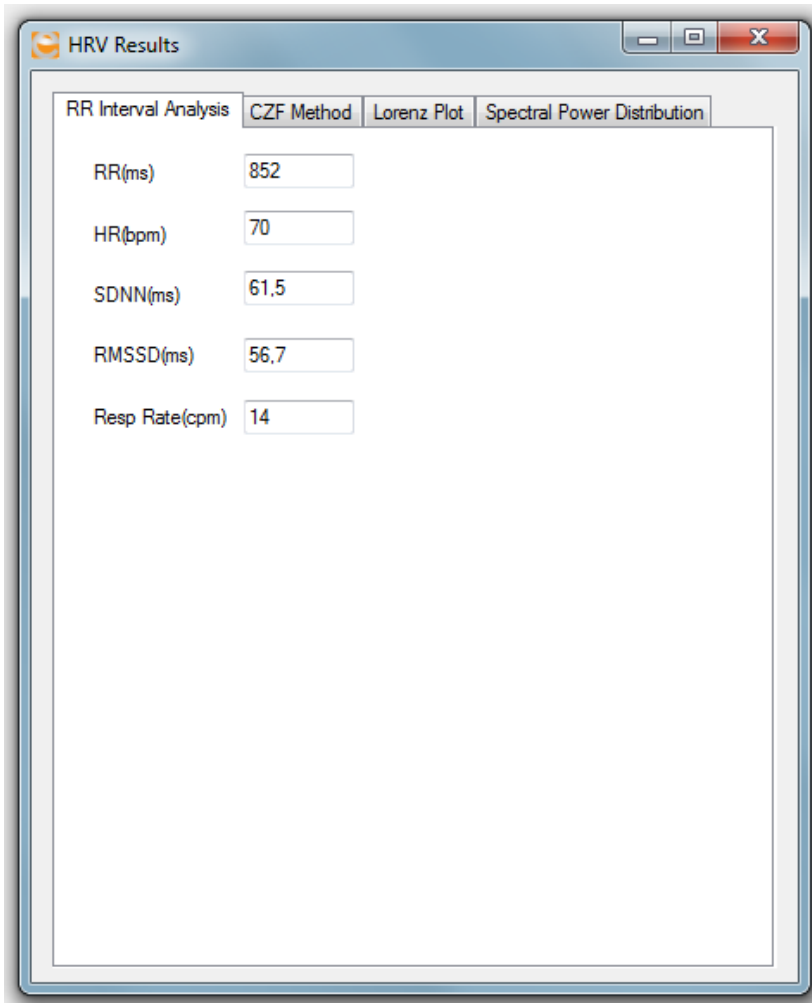 HRV Results
RR Interval Analysis CZF Method Lorenz Plot Spectral Power Distribution
RR(ms) 852
HR(bpm) 70
SDNN(ms) 61,5
RMSSD(ms) 56,7
Resp Rate(cpm) 14